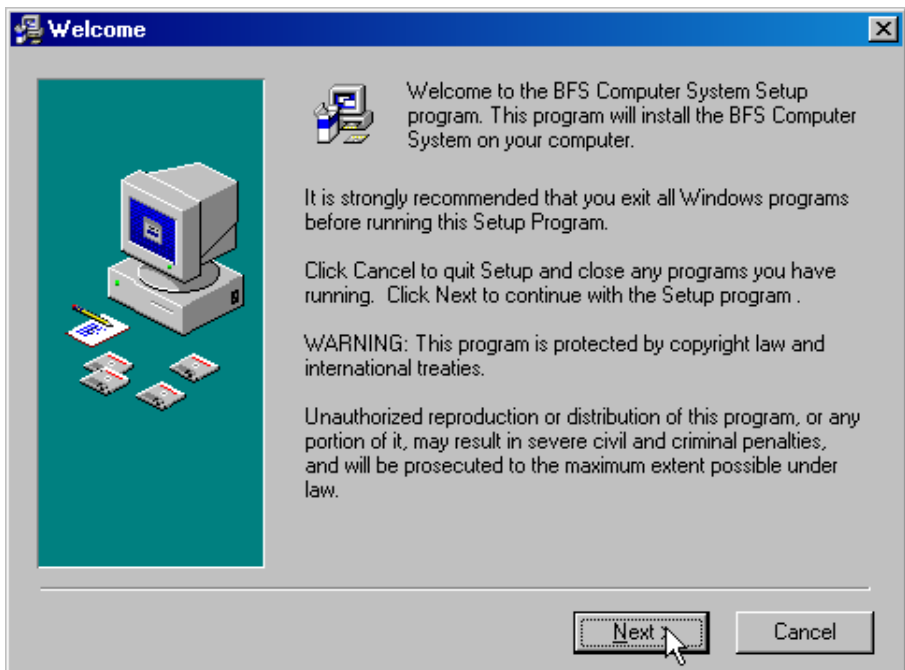 Welcome
Welcome to the BFS Computer System Setup
program. This program will install the BFS Computer
System on your computer.
It is strongly recommended that you exit all Windows programs
before running this Setup Program.
Click Cancel to quit Setup and close any programs you have
running.  Click Next to continue with the Setup program .
WARNING: This program is protected by copyright law and
international treaties.
Unauthorized reproduction or distribution of this program, or any
portion of it, may result in severe civil and criminal penalties,
and will be prosecuted to the maximum extent possible under
law.
Next >
Cancel